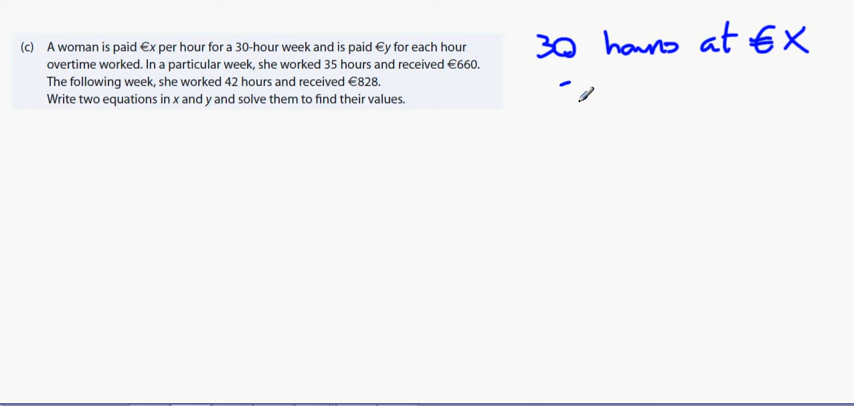 (c) A woman is paid €x per hour for a 30-hour week and is paid €y for each hour
overtime worked. In a particular week, she worked 35 hours and received €660.
The following week, she worked 42 hours and received €828.
Write two equations in x and y and solve them to find their values.
30 hours at € X